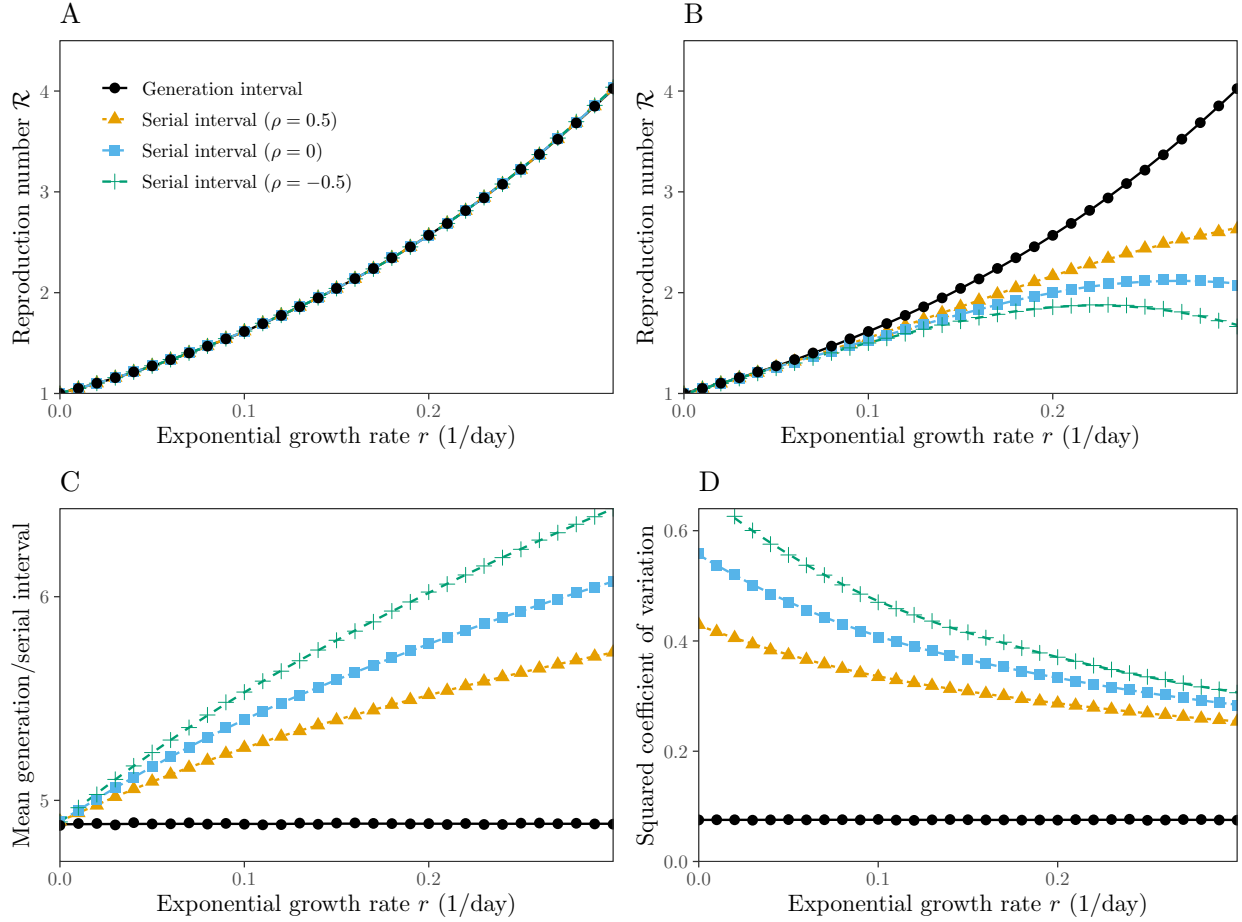 A
Reproduction number ℛ
4
3
2
1
Generation interval
Serial interval (ρ = 0.5)
Serial interval (ρ = 0)
Serial interval (ρ = −0.5)
0.0 0.1 0.2
Exponential growth rate r (1/day)
B
Reproduction number ℛ
4
3
2
1
0.0 0.1 0.2
Exponential growth rate r (1/day)
C
Mean generation/serial interval
6
5
0.0 0.1 0.2
Exponential growth rate r (1/day)
D
Squared coefficient of variation
0.6
0.4
0.2
0.0
0.0 0.1 0.2
Exponential growth rate r (1/day)